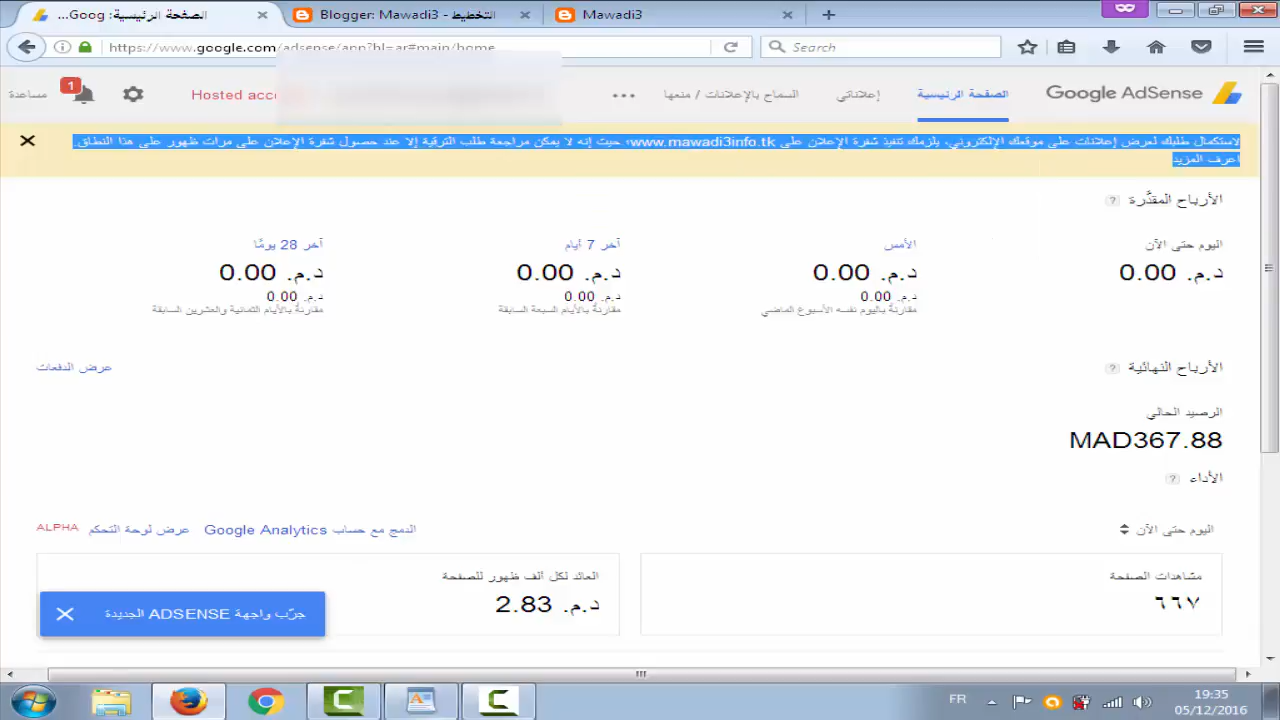 الصفحة الرئيسية: Goog...
Blogger: Mawadi3 - التخطيط
Mawadi3
https://www.google.com/adsense/app?hl=ar#main/home
Search
Google AdSense
الصفحة الرئيسية
إعلاناتي
السماح بالإعلانات / منعها
Hosted acc
1
مساعدة
لاستكمال طلبك لعرض إعلانات على موقعك الإلكتروني، يلزمك تنفيذ شفرة الإعلان على www.mawadi3info.tk؛ حيث إنه لا يمكن مراجعة طلب الترقية إلا عند حصول شفرة الإعلان على مرات ظهور على هذا النطاق.
اعرف المزيد
الأرباح المقدَّرة ?
اليوم حتى الآن
د.م. 0.00
الأمس
د.م. 0.00
د.م. 0.00
مقارنةً باليوم نفسه الأسبوع الماضي
آخر 7 أيام
د.م. 0.00
د.م. 0.00
مقارنةً بالأيام السبعة السابقة
آخر 28 يومًا
د.م. 0.00
د.م. 0.00
مقارنةً بالأيام الثمانية والعشرين السابقة
الأرباح النهائية ?
عرض الدفعات
الرصيد الحالي
MAD367.88
الأداء ?
اليوم حتى الآن
الدمج مع حساب Google Analytics
عرض لوحة التحكم ALPHA
مشاهدات الصفحة
٦٦٧
العائد لكل ألف ظهور للصفحة
د.م. 2.83
جرّب واجهة ADSENSE الجديدة
FR
19:35
05/12/2016